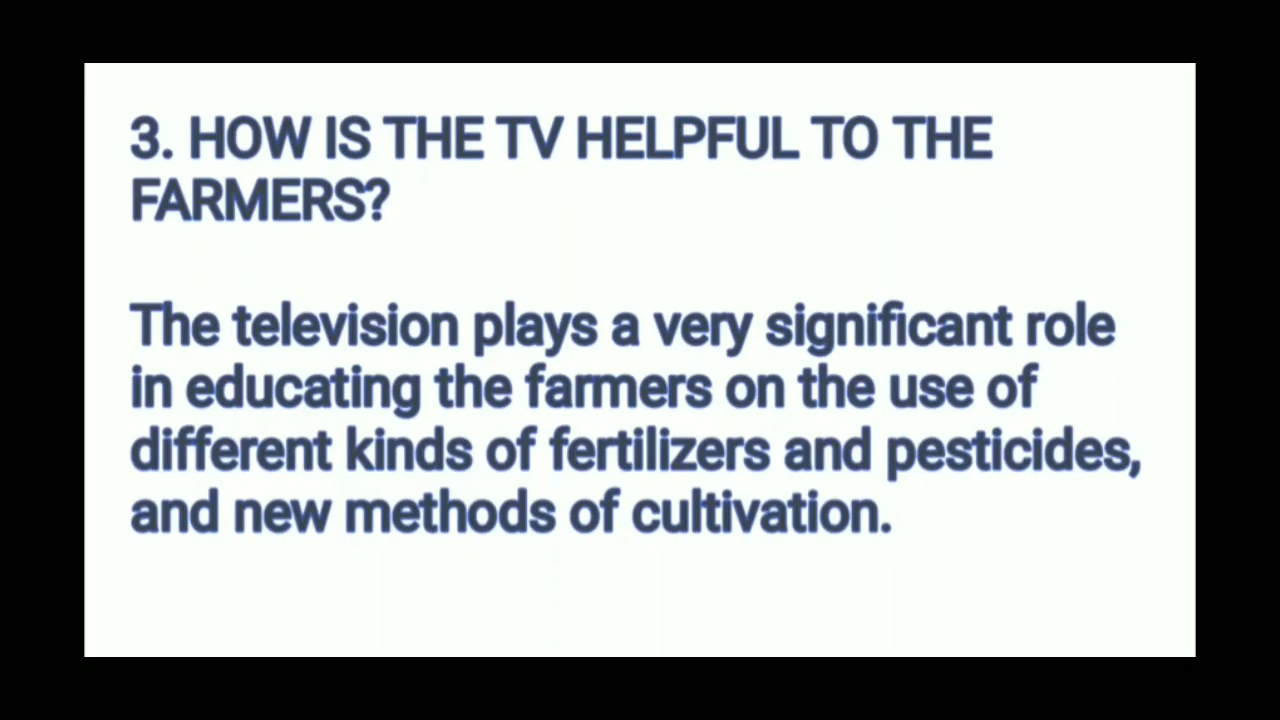 3. HOW IS THE TV HELPFUL TO THE
FARMERS?
The television plays a very significant role
in educating the farmers on the use of
different kinds of fertilizers and pesticides,
and new methods of cultivation.